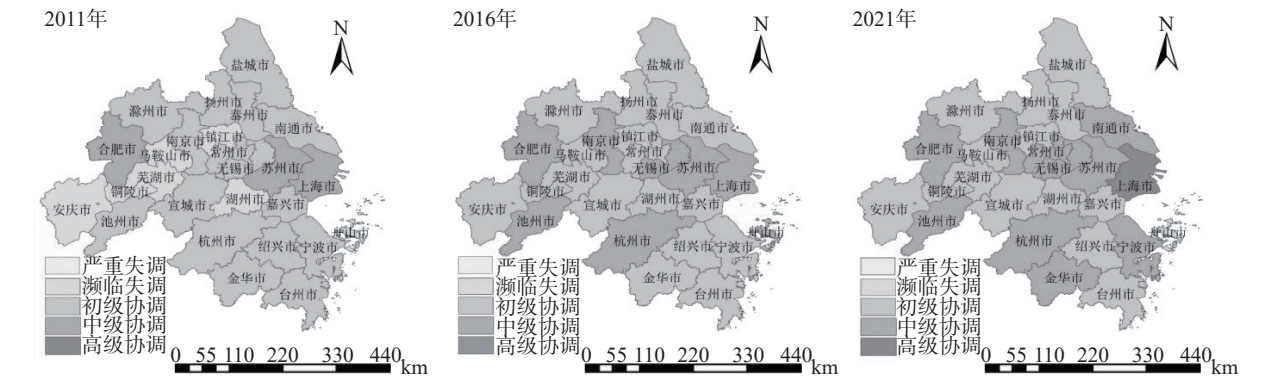 2011年
N
盐城市
滁州市
扬州市
泰州市
南京市
镇江市
南通市
合肥市
马鞍山市
常州市
无锡市
苏州市
芜湖市
铜陵市
上海市
安庆市
池州市
宣城市
湖州市
嘉兴市
杭州市
绍兴市
宁波市
舟山市
金华市
台州市
严重失调
濒临失调
初级协调
中级协调
高级协调
0 55 110 220 330 440
km
2016年
N
盐城市
滁州市
扬州市
泰州市
南京市
镇江市
南通市
合肥市
马鞍山市
常州市
无锡市
苏州市
芜湖市
铜陵市
上海市
安庆市
池州市
宣城市
湖州市
嘉兴市
杭州市
绍兴市
宁波市
舟山市
金华市
台州市
严重失调
濒临失调
初级协调
中级协调
高级协调
0 55 110 220 330 440
km
2021年
N
盐城市
滁州市
扬州市
泰州市
南京市
镇江市
南通市
合肥市
马鞍山市
常州市
无锡市
苏州市
芜湖市
铜陵市
上海市
安庆市
池州市
宣城市
湖州市
嘉兴市
杭州市
绍兴市
宁波市
舟山市
金华市
台州市
严重失调
濒临失调
初级协调
中级协调
高级协调
0 55 110 220 330 440
km